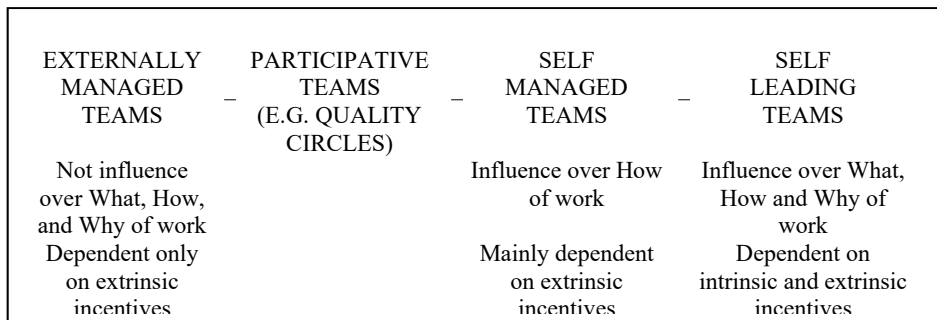 EXTERNALLY
MANAGED
TEAMS
–
PARTICIPATIVE
TEAMS
(E.G. QUALITY
CIRCLES)
–
SELF
MANAGED
TEAMS
–
SELF
LEADING
TEAMS
Not influence
over What, How,
and Why of work
Dependent only
on extrinsic
incentives
Influence over How
of work
Mainly dependent
on extrinsic
incentives
Influence over What,
How and Why of
work
Dependent on
intrinsic and extrinsic
incentives